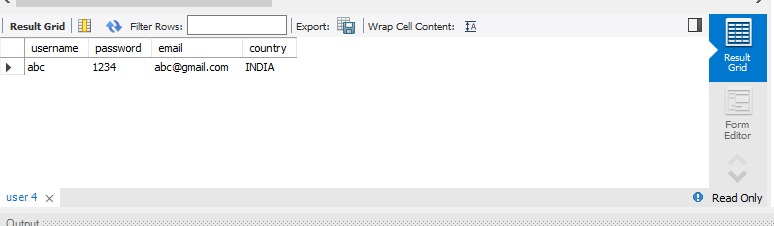 Result Grid Filter Rows: Export: Wrap Cell Content: IA
username password email country
abc 1234 abc@gmail.com INDIA
Result
Grid
Form
Editor
user 4 × Read Only
Output